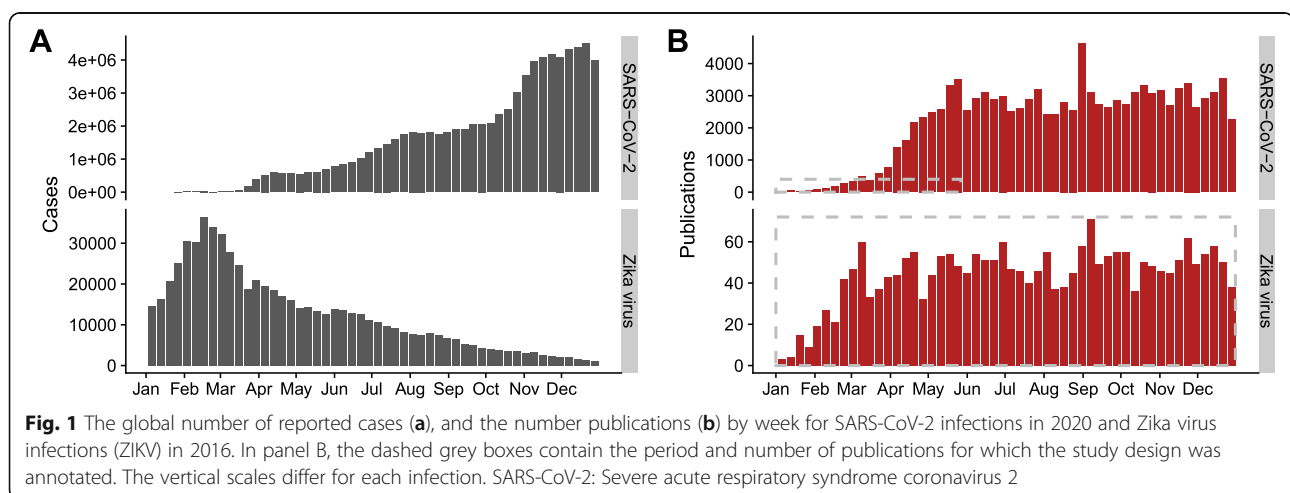 A
B
4e+06
3e+06
2e+06
1e+06
0e+00
SARS−CoV−2
4000
3000
2000
1000
0
SARS−CoV−2
Cases
Publications
30000
20000
10000
0
Zika virus
60
40
20
0
Zika virus
Jan Feb Mar Apr May Jun Jul Aug Sep Oct Nov Dec
Jan Feb Mar Apr May Jun Jul Aug Sep Oct Nov Dec
Fig. 1 The global number of reported cases (a), and the number publications (b) by week for SARS-CoV-2 infections in 2020 and Zika virus
infections (ZIKV) in 2016. In panel B, the dashed grey boxes contain the period and number of publications for which the study design was
annotated. The vertical scales differ for each infection. SARS-CoV-2: Severe acute respiratory syndrome coronavirus 2